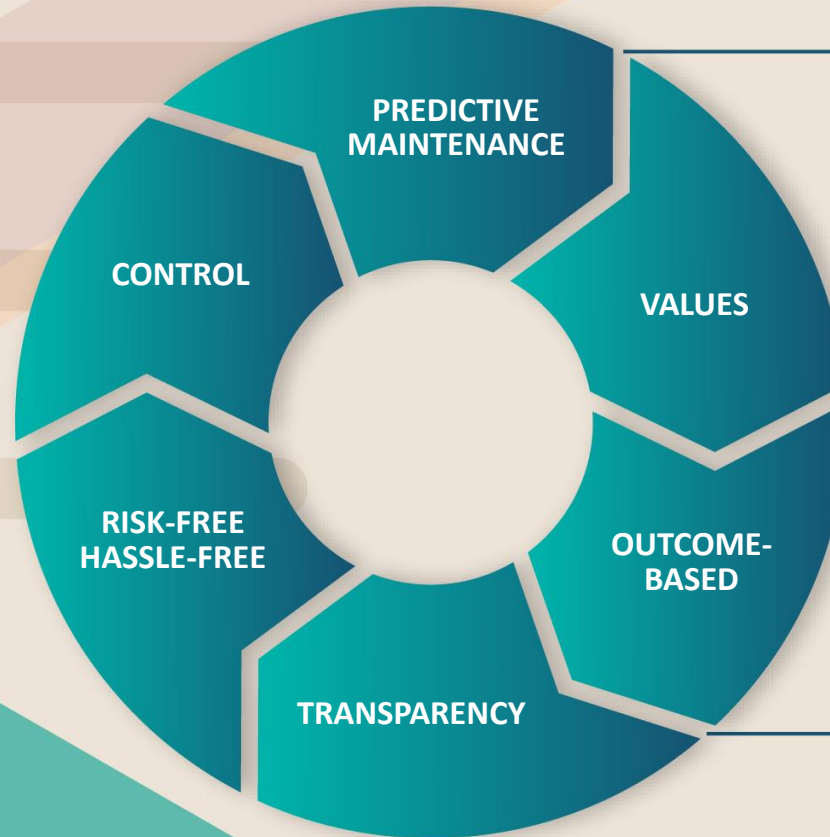 PREDICTIVE
MAINTENANCE
VALUES
OUTCOME-
BASED
TRANSPARENCY
RISK-FREE
HASSLE-FREE
CONTROL